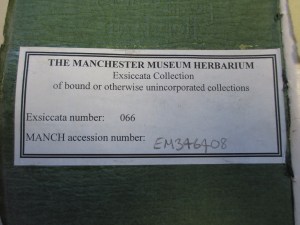 THE MANCHESTER MUSEUM HERBARIUM
Exsiccata Collection
of bound or otherwise unincorporated collections
Exsiccata number: 066
MANCH accession number: EM346408